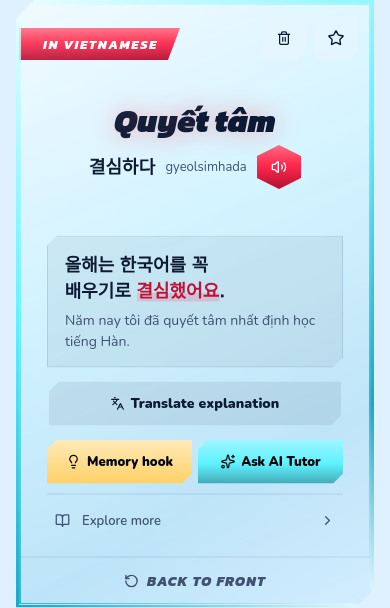 IN VIETNAMESE
Quyết tâm
결심하다 gyeolsimhada
올해는 한국어를 꼭
배우기로 결심했어요.
Năm nay tôi đã quyết tâm nhất định học
tiếng Hàn.
Translate explanation
Memory hook
Ask AI Tutor
Explore more
BACK TO FRONT